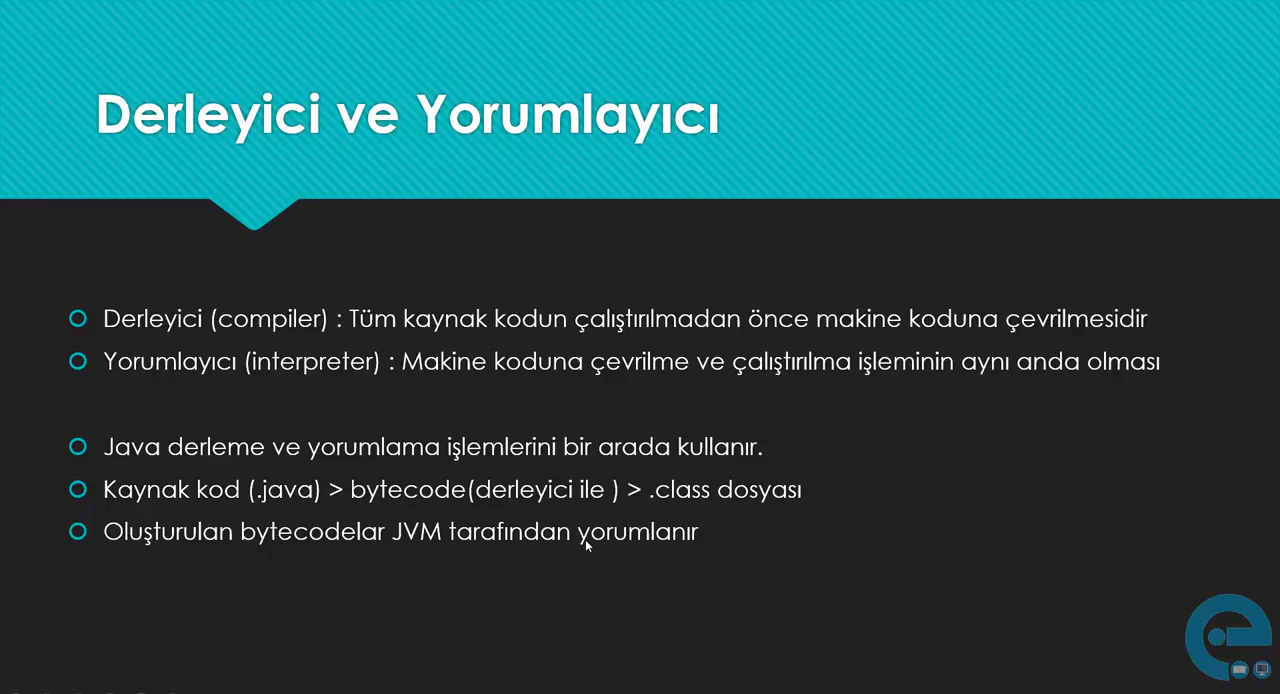 Derleyici ve Yorumlayıcı
Derleyici (compiler) : Tüm kaynak kodun çalıştırılmadan önce makine koduna çevrilmesidir
Yorumlayıcı (interpreter) : Makine koduna çevrilme ve çalıştırılma işleminin aynı anda olması
Java derleme ve yorumlama işlemlerini bir arada kullanır.
Kaynak kod (.java) > bytecode(derleyici ile ) > .class dosyası
Oluşturulan bytecodelar JVM tarafından yorumlanır